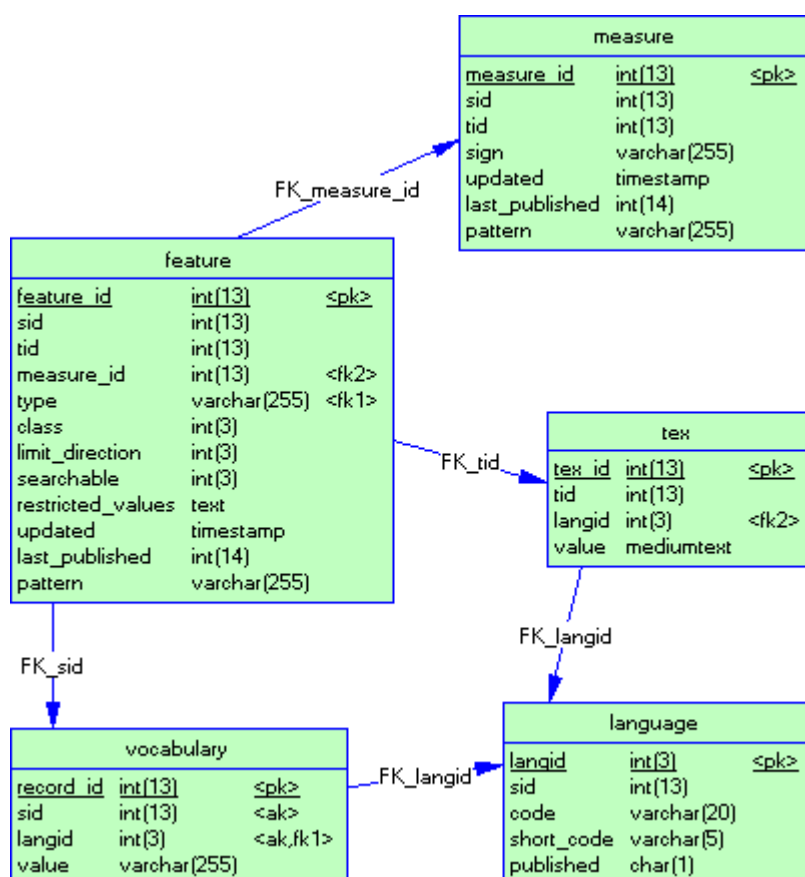 measure
measure_id int(13) <pk>
sid int(13)
tid int(13)
sign varchar(255)
updated timestamp
last_published int(14)
pattern varchar(255)
FK_measure_id
feature
feature_id int(13) <pk>
sid int(13)
tid int(13)
measure_id int(13) <fk2>
type varchar(255) <fk1>
class int(3)
limit_direction int(3)
searchable int(3)
restricted_values text
updated timestamp
last_published int(14)
pattern varchar(255)
FK_tid
tex
tex_id int(13) <pk>
tid int(13)
langid int(3) <fk2>
value mediumtext
FK_langid
FK_sid
vocabulary
record_id int(13) <pk>
sid int(13) <ak>
langid int(3) <ak,fk1>
value varchar(255)
FK_langid
language
langid int(3) <pk>
sid int(13)
code varchar(20)
short_code varchar(5)
published char(1)